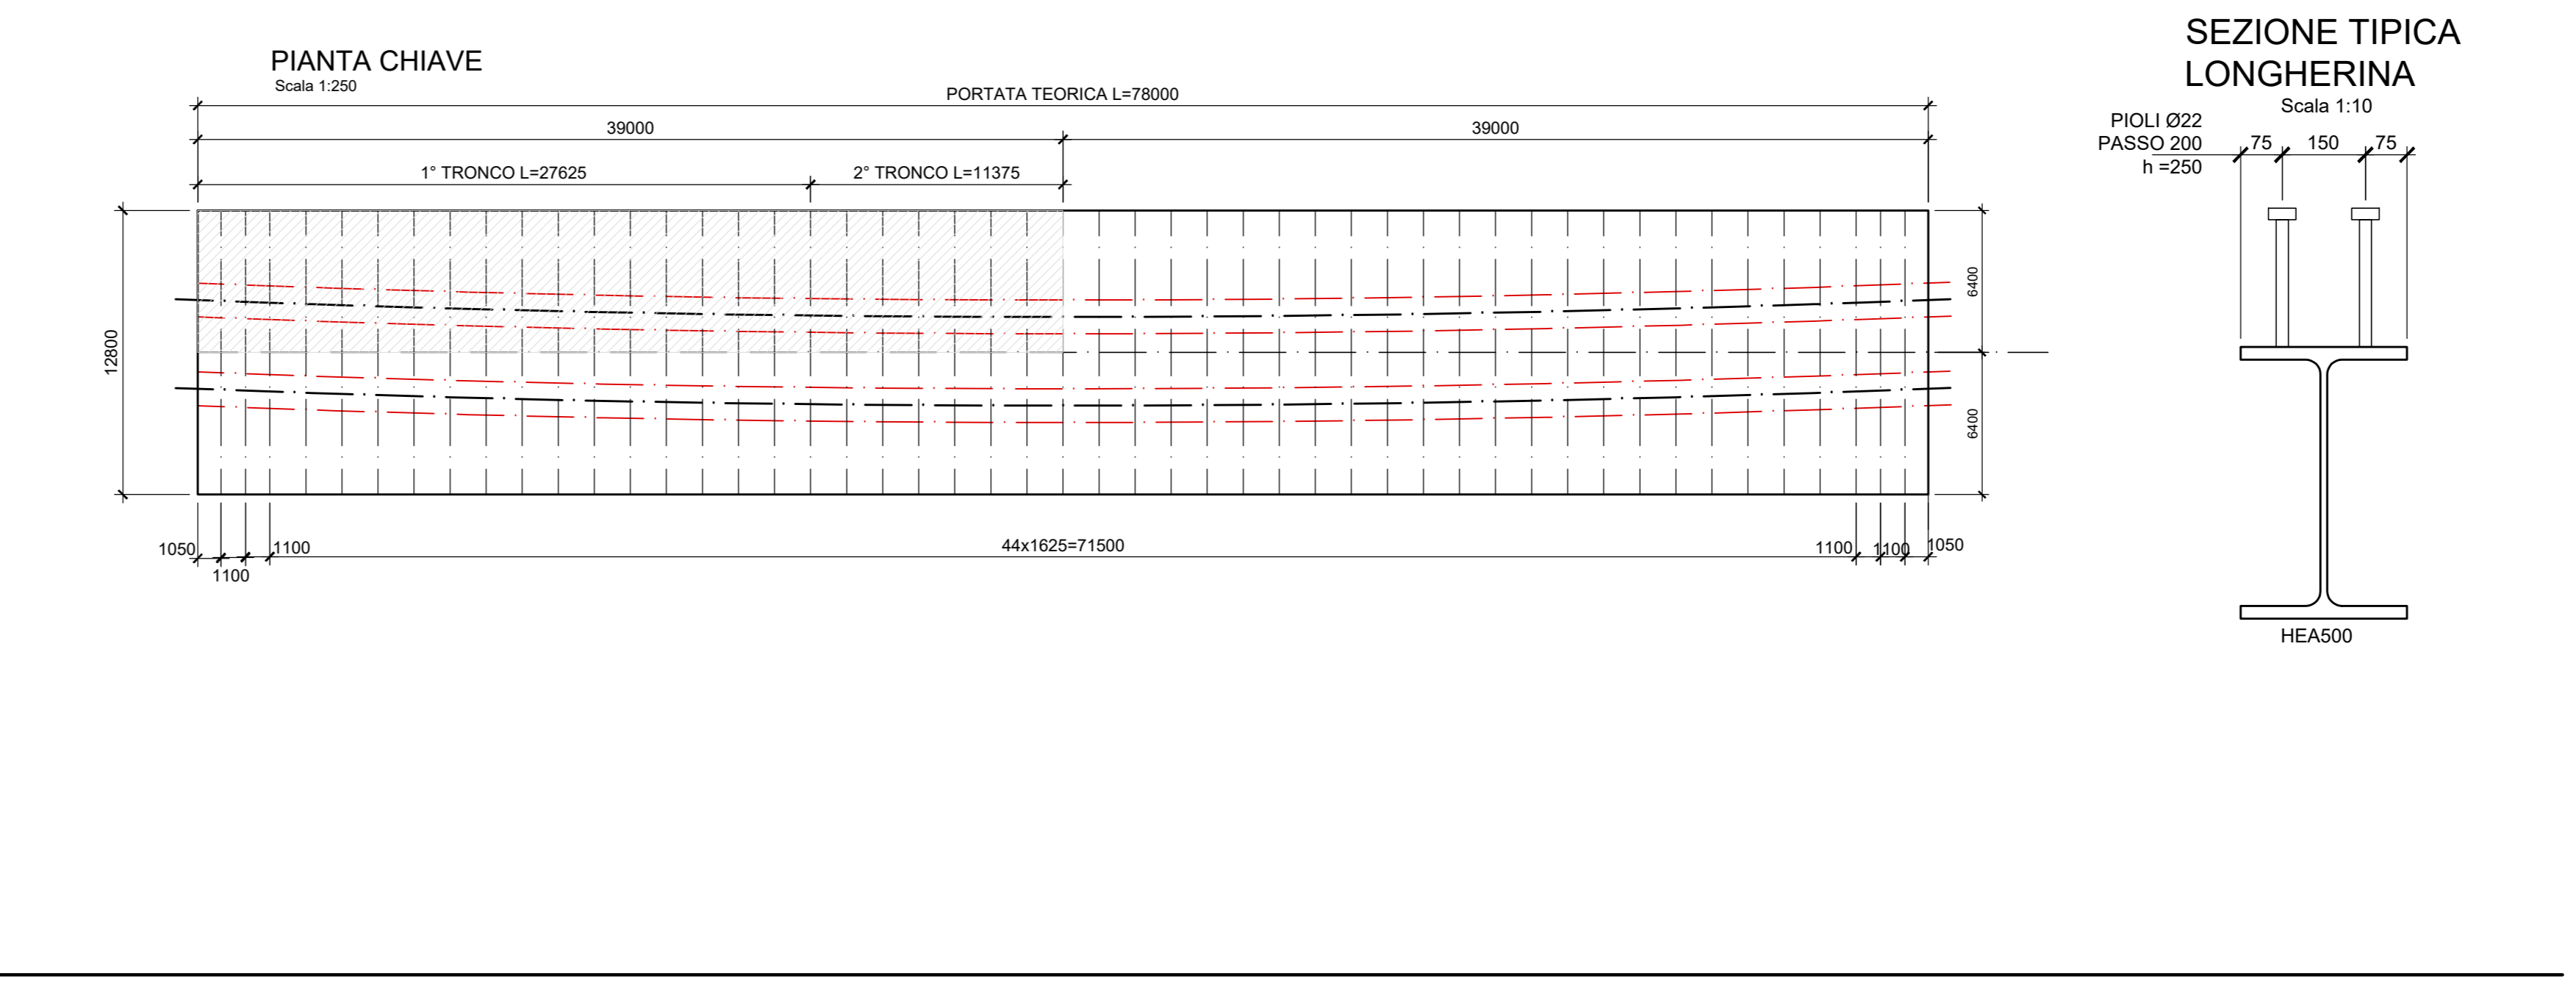 PIANTA CHIAVE
Scala 1:250
PORTATA TEORICA L=78000
39000
39000
1° TRONCO L=27625
2° TRONCO L=11375
12800
6400
6400
1050
1100
1100
44x1625=71500
1100
1100
1050
SEZIONE TIPICA
LONGHERINA
Scala 1:10
PIOLI Ø22
PASSO 200
h =250
75
150
75
HEA500